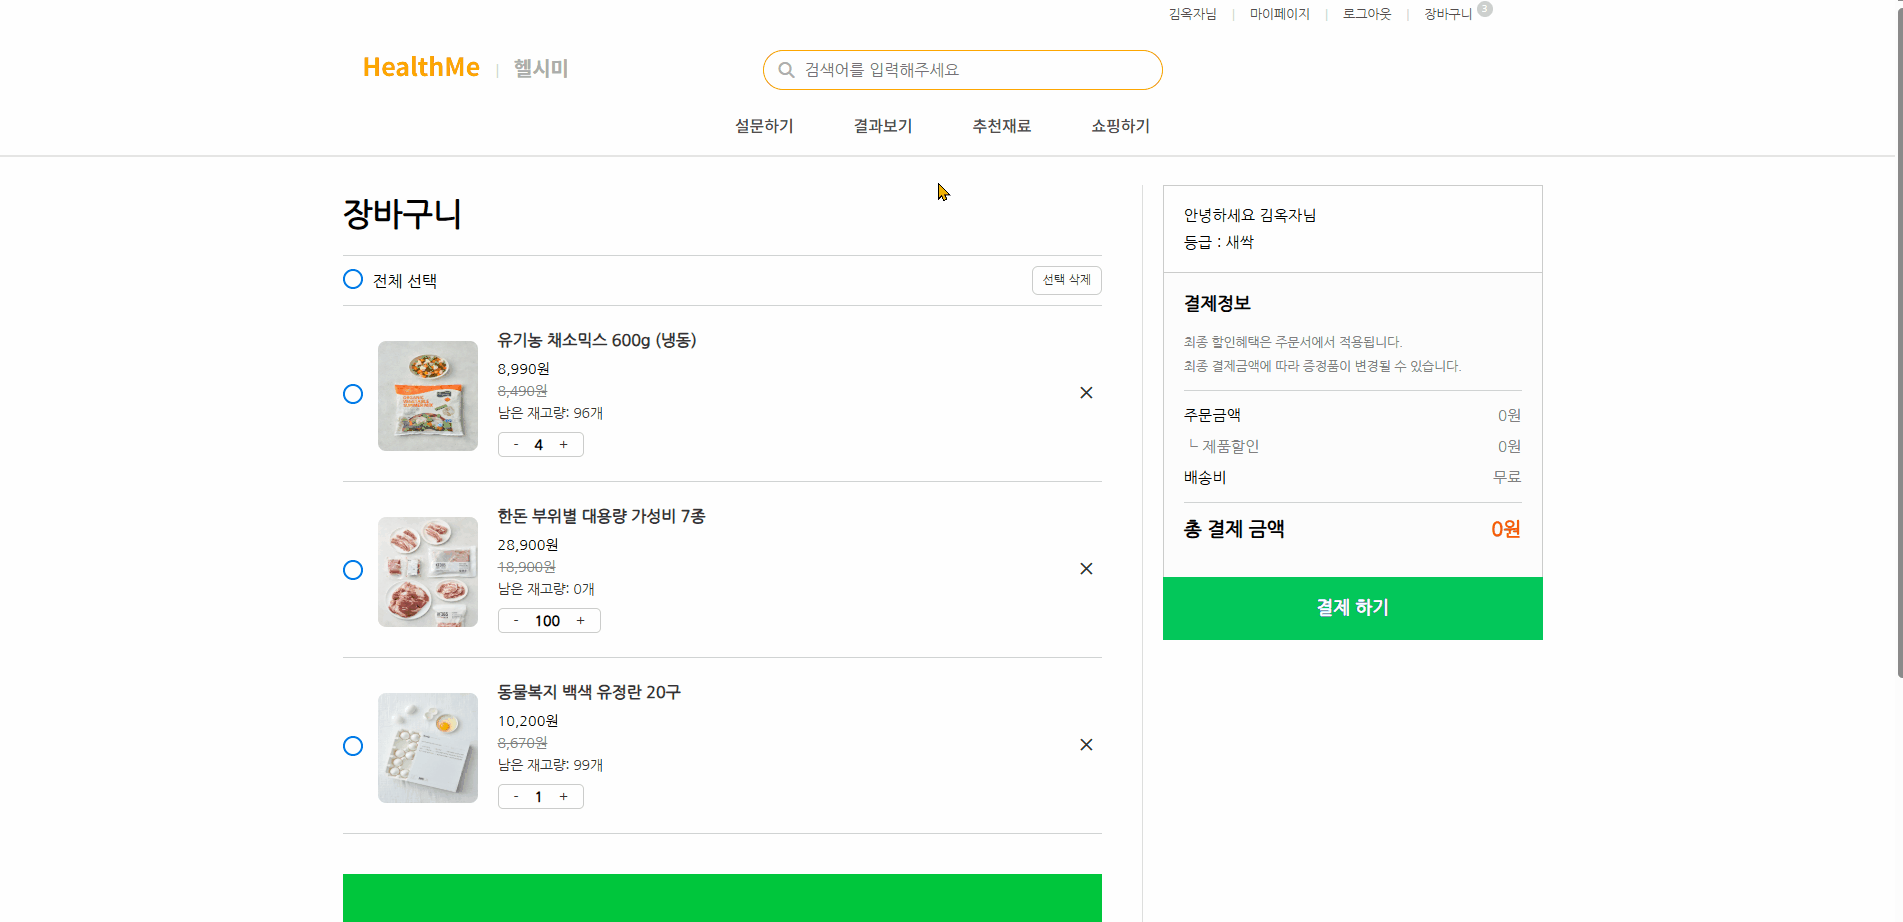 김옥자님 | 마이페이지 | 로그아웃 | 장바구니 3
HealthMe | 헬시미
검색어를 입력해주세요
설문하기 결과보기 추천재료 쇼핑하기
장바구니
전체 선택
선택 삭제
유기농 채소믹스 600g (냉동)
8,990원
8,490원
남은 재고량: 96개
- 4 +
한돈 부위별 대용량 가성비 7종
28,900원
18,900원
남은 재고량: 0개
- 100 +
동물복지 백색 유정란 20구
10,200원
8,670원
남은 재고량: 99개
- 1 +
안녕하세요 김옥자님
등급 : 새싹
결제정보
최종 할인혜택은 주문서에서 적용됩니다.
최종 결제금액에 따라 증정품이 변경될 수 있습니다.
주문금액 0원
└ 제품할인 0원
배송비 무료
총 결제 금액 0원
결제 하기